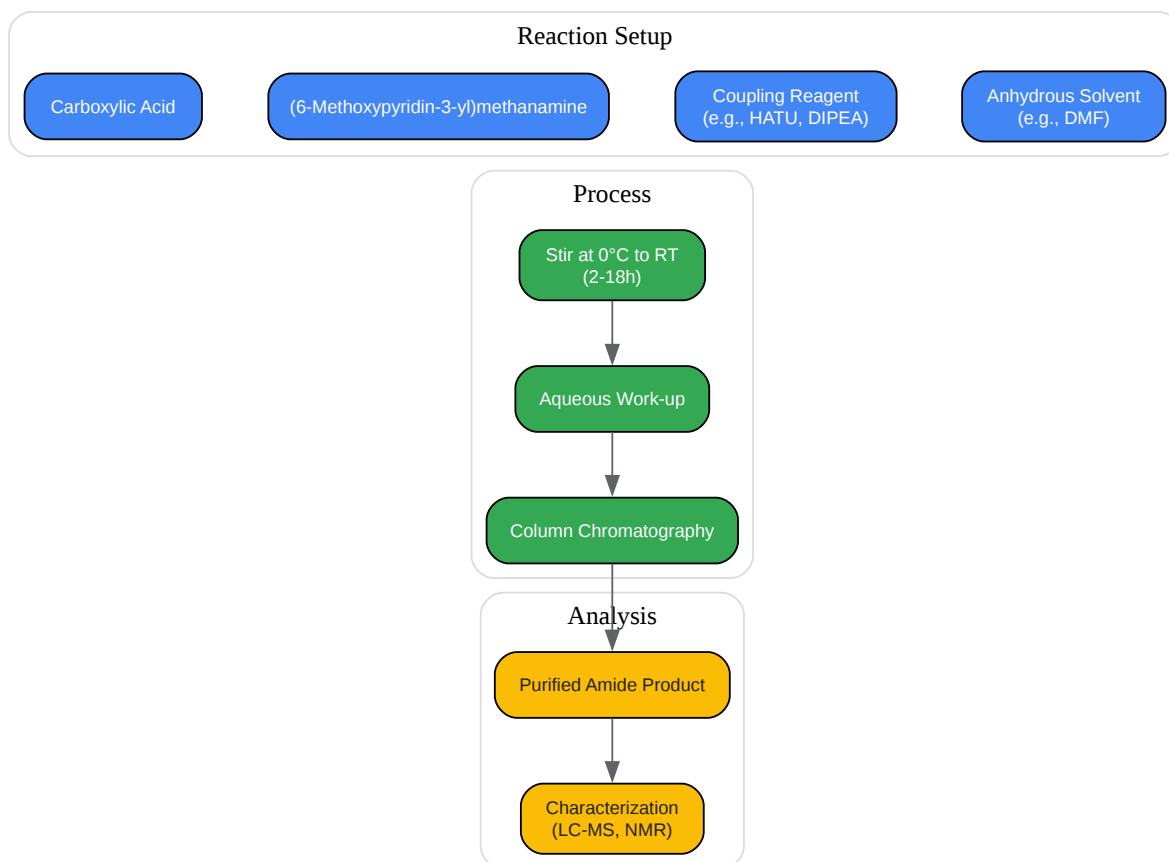 Reaction Setup
Carboxylic Acid
(6-Methoxypyridin-3-yl)methanamine
Coupling Reagent
(e.g., HATU, DIPEA)
Anhydrous Solvent
(e.g., DMF)
Process
Stir at 0°C to RT
(2-18h)
Aqueous Work-up
Column Chromatography
Analysis
Purified Amide Product
Characterization
(LC-MS, NMR)